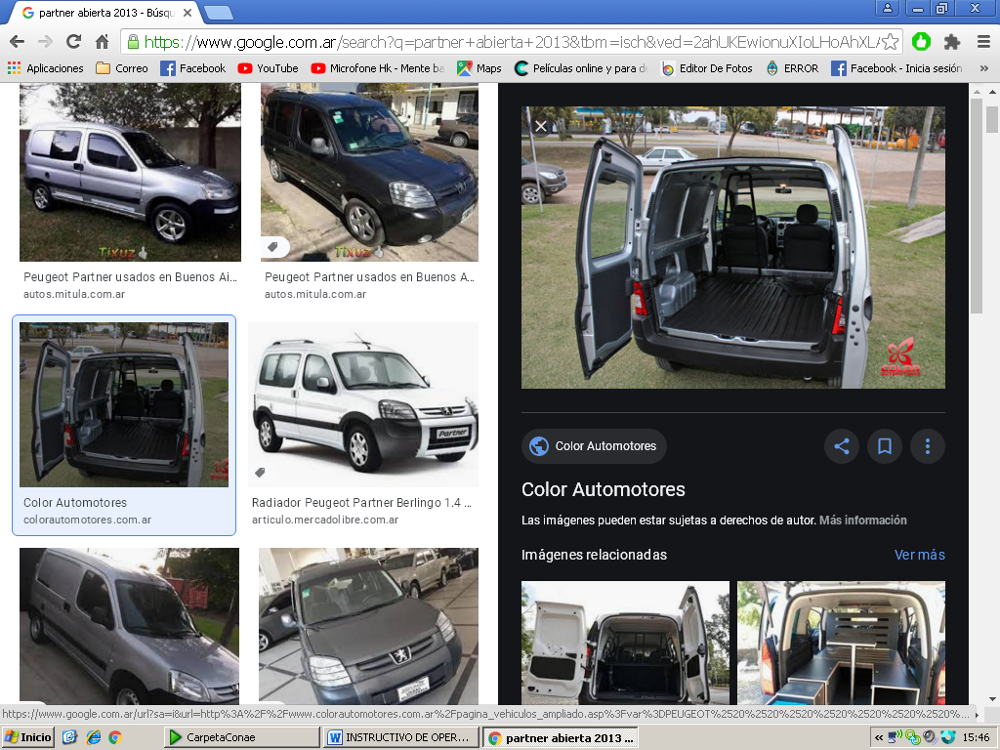 partner abierta 2013 - Búsqu
https://www.google.com.ar/search?q=partner+abierta+2013&tbm=isch&ved=2ahUKEwionuXIoLHoAhXLA
Aplicaciones Correo Facebook YouTube Microfone Hk - Mente ba Maps Películas online y para de Editor De Fotos ERROR Facebook - Inicia sesión »
Tixuz
Tixuz
Peugeot Partner usados en Buenos Ai...
autos.mitula.com.ar
Peugeot Partner usados en Buenos A...
autos.mitula.com.ar
Partner
Color Automotores
colorautomotores.com.ar
Radiador Peugeot Partner Berlingo 1.4 ...
articulo.mercadolibre.com.ar
COLOR
Color Automotores
Color Automotores
Las imágenes pueden estar sujetas a derechos de autor. Más información
Imágenes relacionadas
Ver más
https://www.google.com.ar/url?sa=i&url=http%3A%2F%2Fwww.colorautomotores.com.ar%2Fpagina_vehiculos_ampliado.asp%3Fvar%3DPEUGEOT%2520%2520%2520%2520%2520%2520%2520%2520%2520%...
Inicio CarpetaConae INSTRUCTIVO DE OPER... partner abierta 2013 ... « 15:46